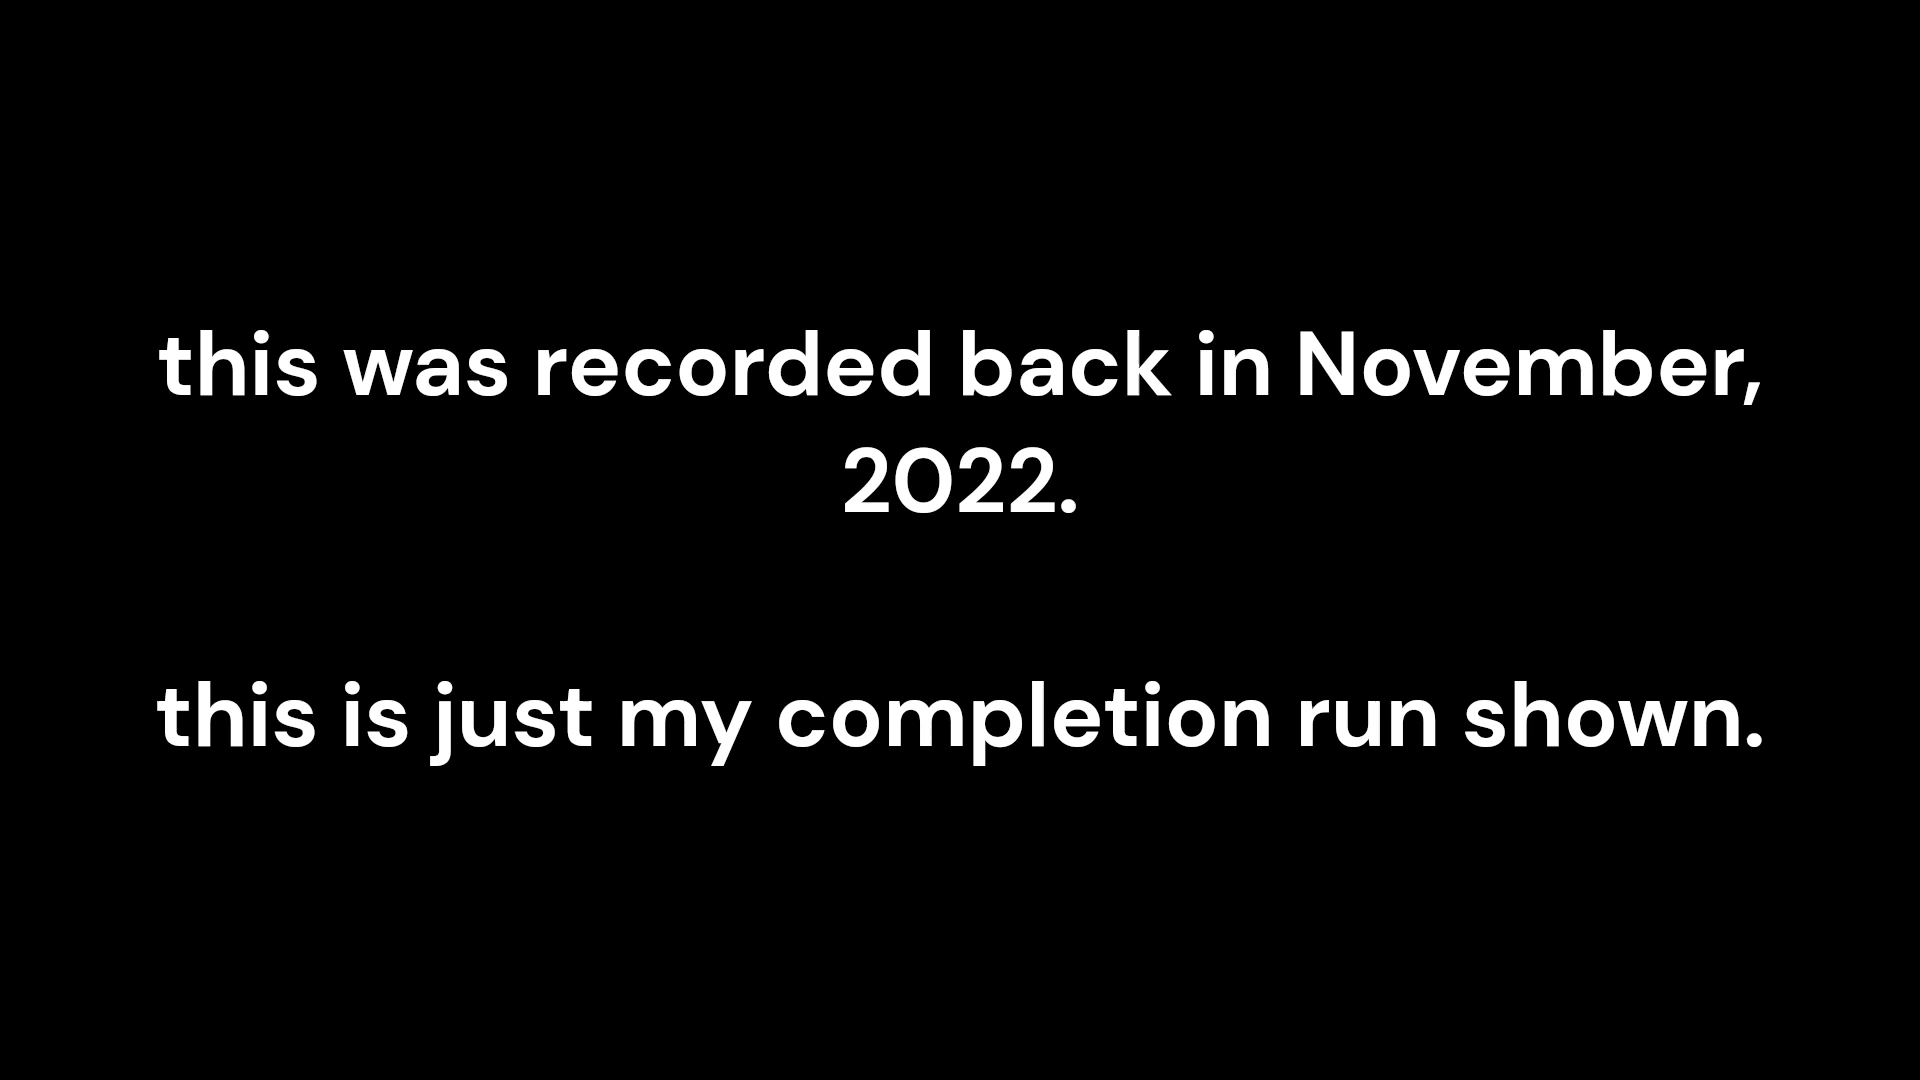 this was recorded back in November,
2022.
this is just my completion run shown.